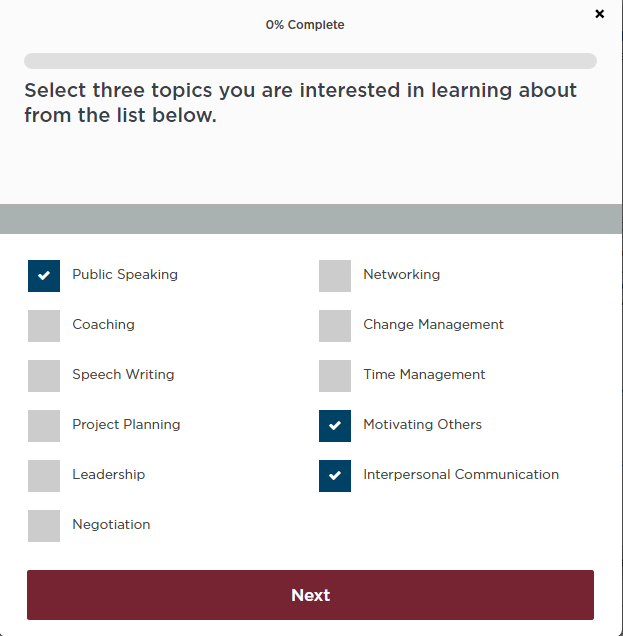 0% Complete
Select three topics you are interested in learning about
from the list below.
Public Speaking
Networking
Coaching
Change Management
Speech Writing
Time Management
Project Planning
Motivating Others
Leadership
Interpersonal Communication
Negotiation
Next